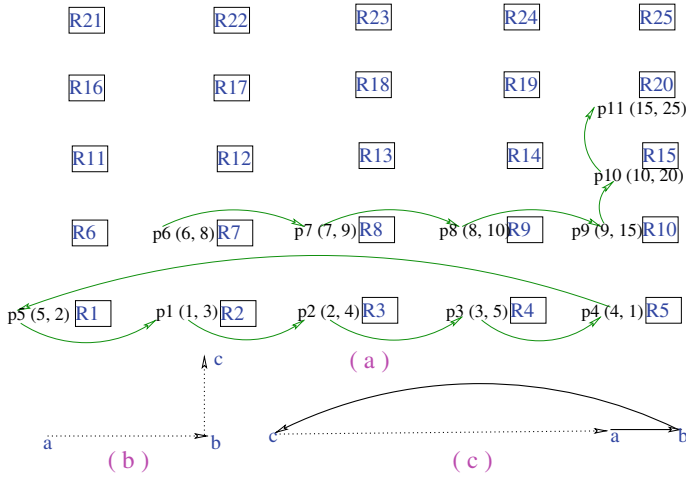 R21 R22 R23 R24 R25
R16 R17 R18 R19 R20
p11 (15, 25)
R11 R12 R13 R14 R15
p10 (10, 20)
R6 p6 (6, 8) R7 p7 (7, 9) R8 p8 (8, 10) R9 p9 (9, 15) R10
p5 (5, 2) R1 p1 (1, 3) R2 p2 (2, 4) R3 p3 (3, 5) R4 p4 (4, 1) R5
( a )
c
a b c a b
( b ) ( c )